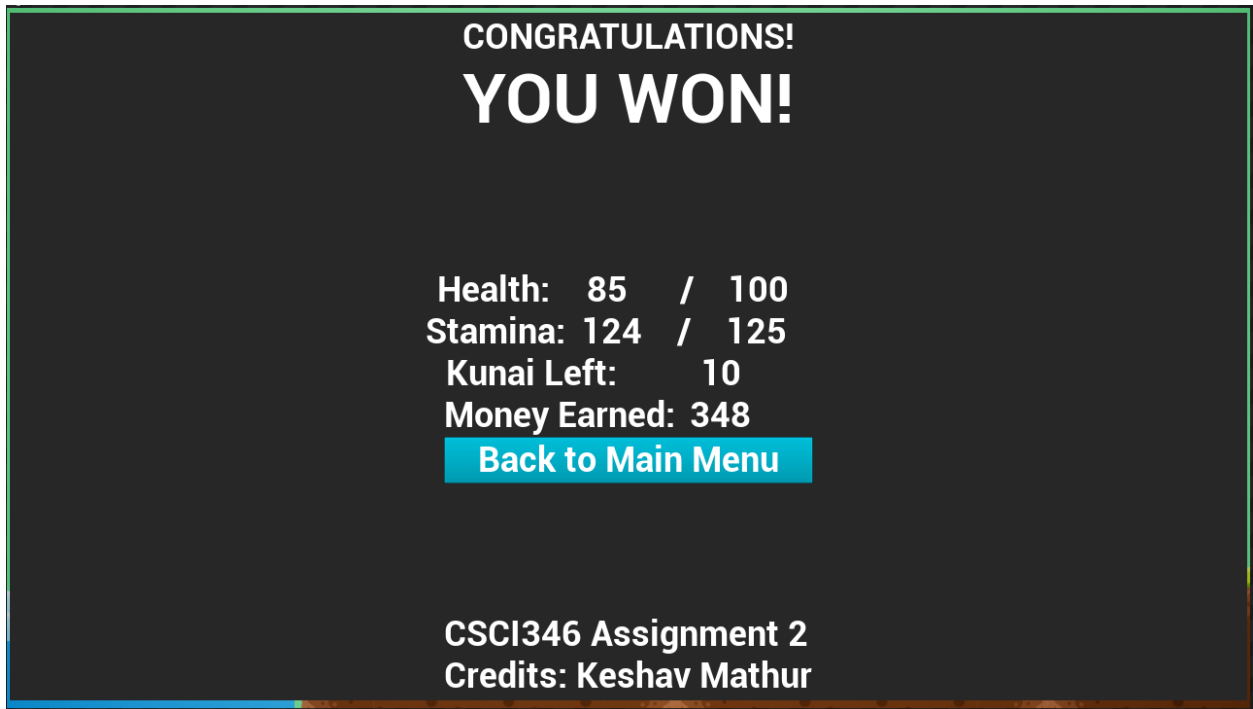 CONGRATULATIONS!
YOU WON!
Health: 85 / 100
Stamina: 124 / 125
Kunai Left: 10
Money Earned: 348
Back to Main Menu
CSCI346 Assignment 2
Credits: Keshav Mathur